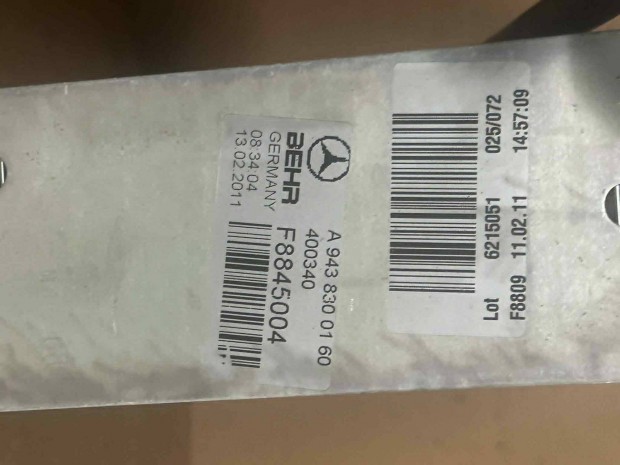 A 943 830 01 60
400340
BEHR
F8845004
GERMANY
08:34:04
13.02.2011
Lot 6215051 025/072
F8809 11.02.11 14:57:09